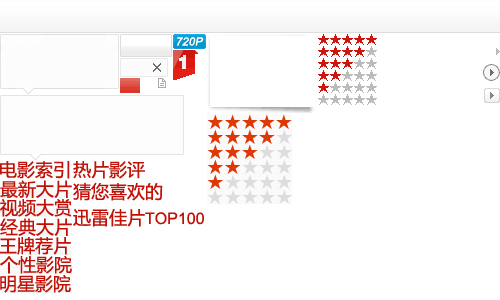 720P
1
电影索引 热片影评
最新大片 猜您喜欢的
视频大赏
迅雷佳片TOP100
经典大片
王牌荐片
个性影院
明星影院